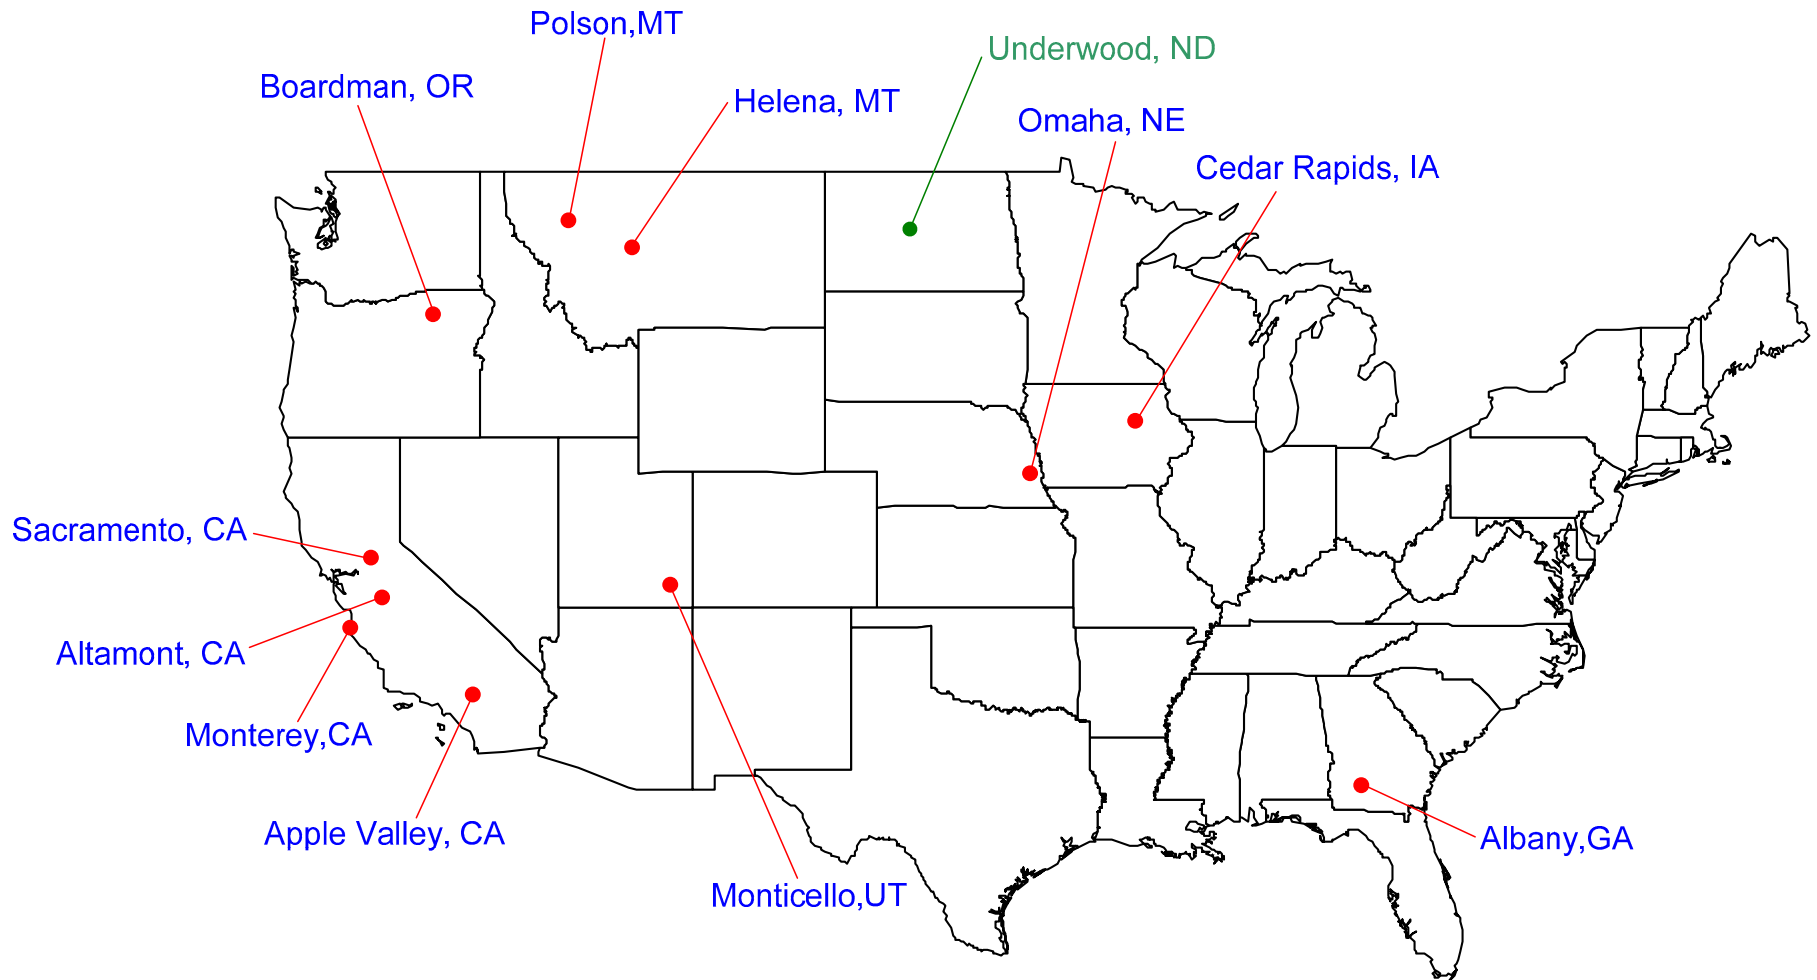 Polson,MT
Underwood, ND
Boardman, OR
Helena, MT
Omaha, NE
Cedar Rapids, IA
Sacramento, CA
Altamont, CA
Monterey,CA
Apple Valley, CA
Albany,GA
Monticello,UT